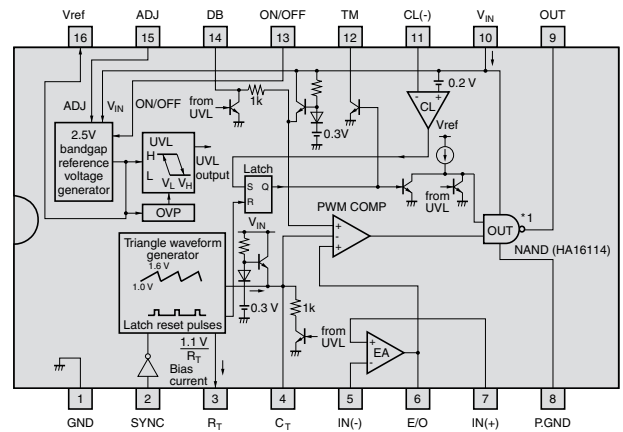 Vref ADJ DB ON/OFF TM CL(-) VIN OUT
16 15 14 13 12 11 10 9
ADJ VIN ON/OFF
from UVL
1k
0.3V
0.2 V
CL
Vref
2.5V
bandgap
reference
voltage
generator
UVL
H
L
VL VH
UVL
output
OVP
Latch
S Q
R
from
UVL
PWM COMP
+
-
+
OUT
*1
NAND (HA16114)
VIN
Triangle waveform
generator
1.6 V
1.0 V
Latch reset pulses
0.3 V
1k
from
UVL
+
EA
-
1.1 V
RT
Bias
current
1 2 3 4 5 6 7 8
GND SYNC RT CT IN(-) E/O IN(+) P.GND